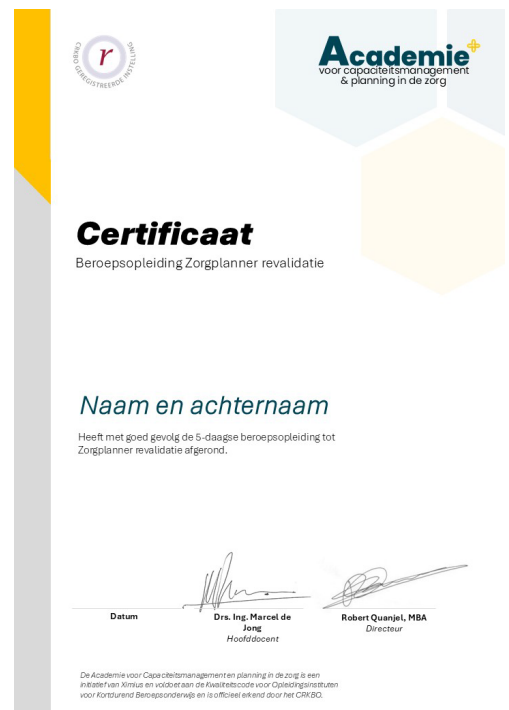 CRKBO GEREGISTREERDE INSTELLING
r
Academie
voor capaciteitsmanagement
& planning in de zorg
Certificaat
Beroepsopleiding Zorgplanner revalidatie
Naam en achternaam
Heeft met goed gevolg de 5-daagse beroepsopleiding tot
Zorgplanner revalidatie afgerond.
Datum
Drs. Ing. Marcel de
Jong
Hoofddocent
Robert Quanjel, MBA
Directeur
De Academie voor Capaciteitsmanagement en planning in de zorg is een
initiatief van Ximius en voldoet aan de Kwaliteitscode voor Opleidingsinstituten
voor Kortdurend Beroepsonderwijs en is officieel erkend door het CRKBO.